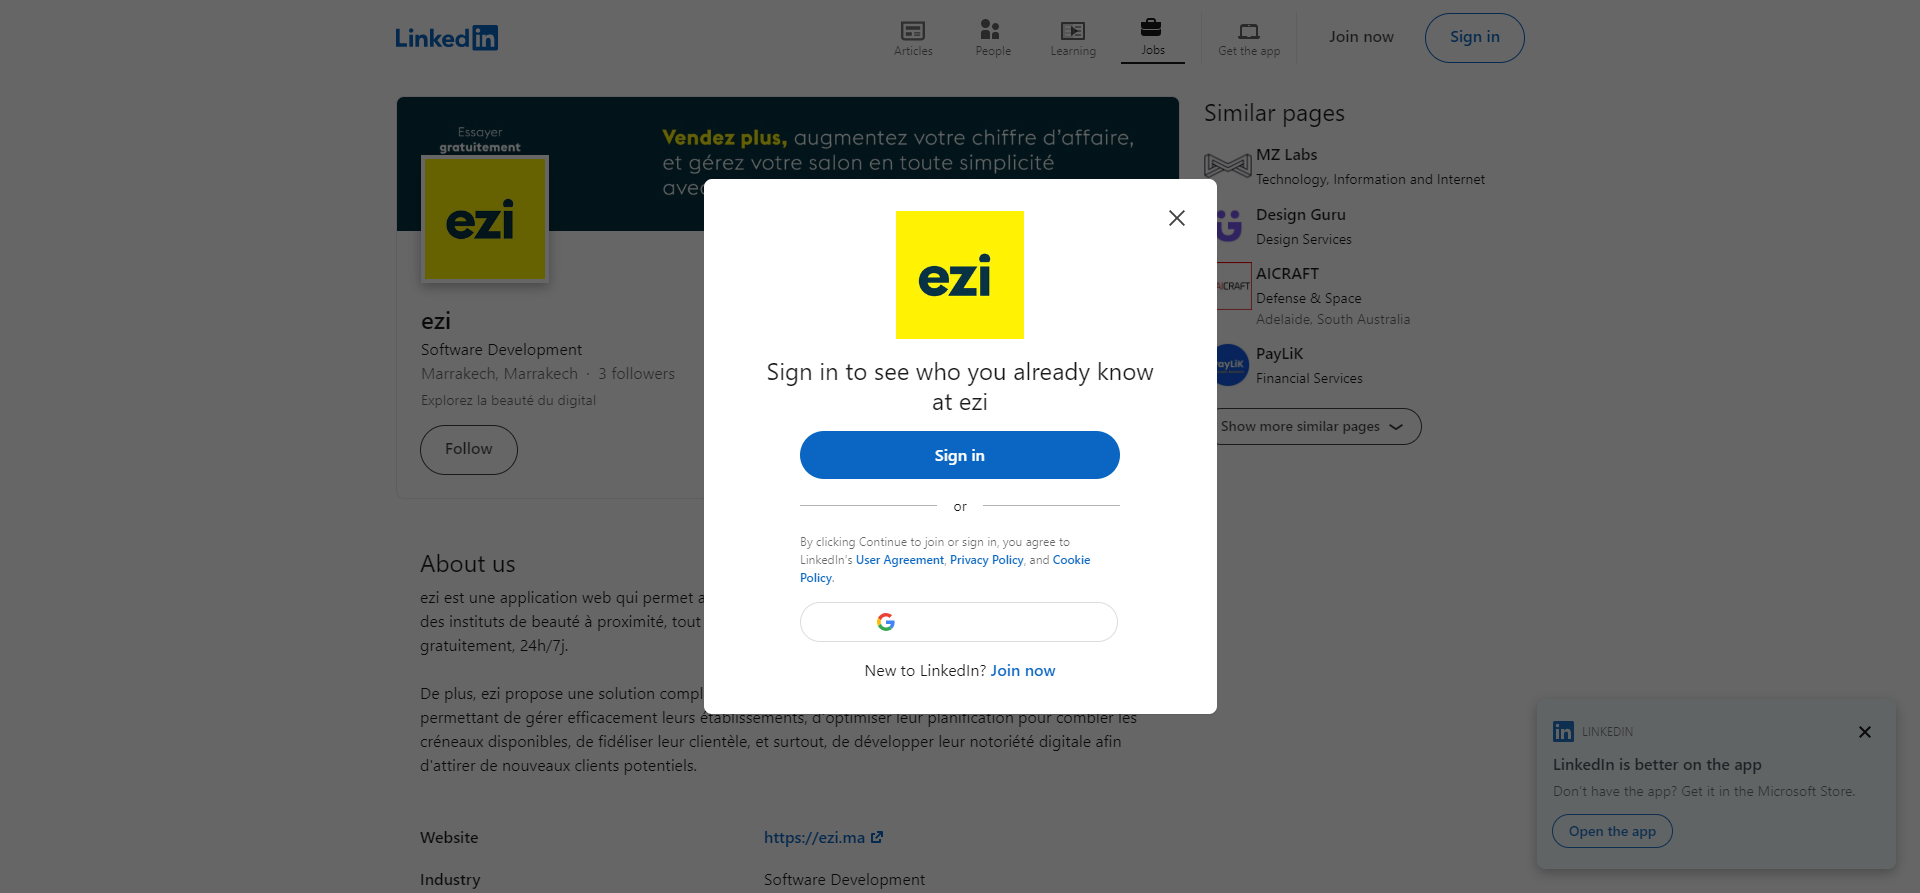 LinkedIn
Articles
People
Learning
Jobs
Get the app
Join now
Sign in
Essayer
gratuitement
Vendez plus, augmentez votre chiffre d'affaire,
et gérez votre salon en toute simplicité
ezi
ezi
Software Development
Marrakech, Marrakech · 3 followers
Explorez la beauté du digital
Follow
About us
ezi est une application web qui permet
des instituts de beauté à proximité, tout
gratuitement, 24h/7j.
De plus, ezi propose une solution
permettant de gérer efficacement leurs établissements, d'optimiser leur planification pour combler les
créneaux disponibles, de fidéliser leur clientèle, et surtout, de développer leur notoriété digitale afin
d'attirer de nouveaux clients potentiels.
Website
https://ezi.ma
Industry
Software Development
ezi
Sign in to see who you already know
at ezi
Sign in
or
By clicking Continue to join or sign in, you agree to
LinkedIn's User Agreement, Privacy Policy, and Cookie
Policy.
New to LinkedIn? Join now
Similar pages
MZ Labs
Technology, Information and Internet
Design Guru
Design Services
AICRAFT
AICRAFT
Defense & Space
Adelaide, South Australia
PayLiK
PayLiK
Financial Services
Show more similar pages
LINKEDIN
LinkedIn is better on the app
Don't have the app? Get it in the Microsoft Store.
Open the app